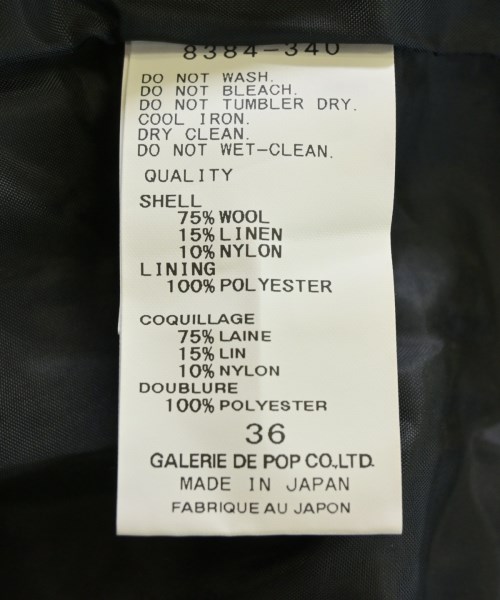 8384-340
DO NOT WASH.
DO NOT BLEACH.
DO NOT TUMBLER DRY.
COOL IRON.
DRY CLEAN.
DO NOT WET-CLEAN.
QUALITY
SHELL
75% WOOL
15% LINEN
10% NYLON
LINING
100% POLYESTER
COQUILLAGE
75% LAINE
15% LIN
10% NYLON
DOUBLURE
100% POLYESTER
36
GALERIE DE POP CO.,LTD.
MADE IN JAPAN
FABRIQUE AU JAPON